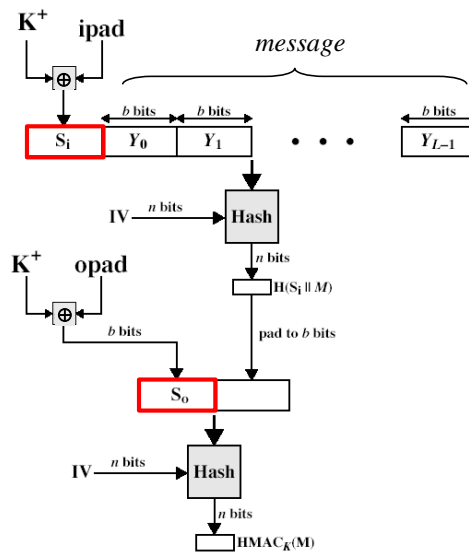 K+ ipad
message
⊕
b bits b bits b bits
Si Y0 Y1 • • • YL−1
IV n bits Hash
n bits
K+ opad
H(Si || M)
⊕
b bits
pad to b bits
So
IV n bits Hash
n bits
HMACK(M)